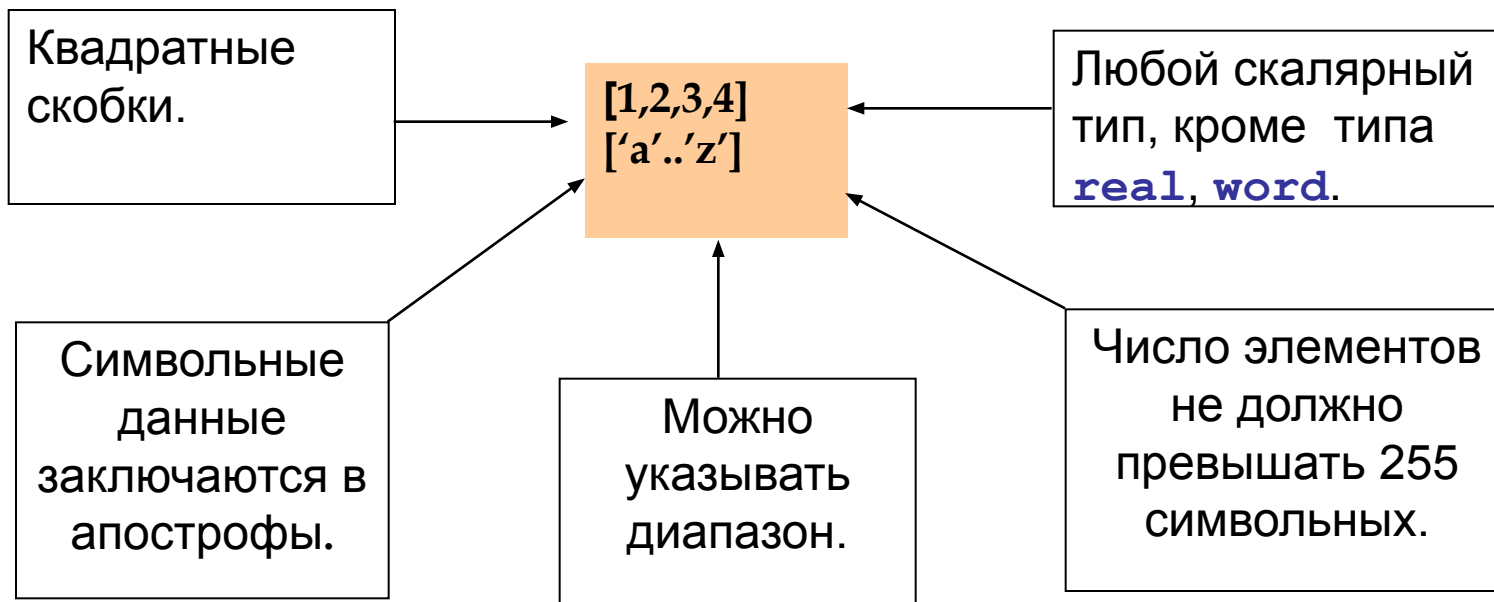 Квадратные
скобки.
[1,2,3,4]
[‘a’..’z’]
Любой скалярный
тип, кроме типа
real, word.
Символьные
данные
заключаются в
апострофы.
Можно
указывать
диапазон.
Число элементов
не должно
превышать 255
символьных.